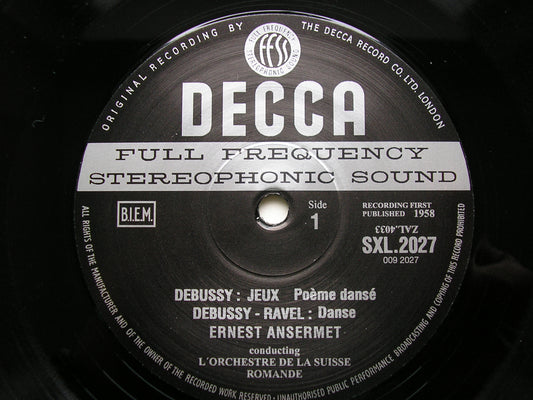 ORIGINAL RECORDING BY THE DECCA RECORD CO. LTD. LONDON
FULL FREQUENCY
ffss
STEREOPHONIC SOUND
DECCA
FULL FREQUENCY
STEREOPHONIC SOUND
B.I.E.M.
Side
1
RECORDING FIRST
PUBLISHED 1958
ZAL.4033
SXL.2027
009 2027
DEBUSSY : JEUX Poème dansé
DEBUSSY - RAVEL : Danse
ERNEST ANSERMET
conducting
L'ORCHESTRE DE LA SUISSE
ROMANDE
ALL RIGHTS OF THE MANUFACTURER AND OF THE OWNER OF THE RECORDED WORK RESERVED - UNAUTHORISED PUBLIC PERFORMANCE BROADCASTING AND COPYING OF THIS RECORD PROHIBITED